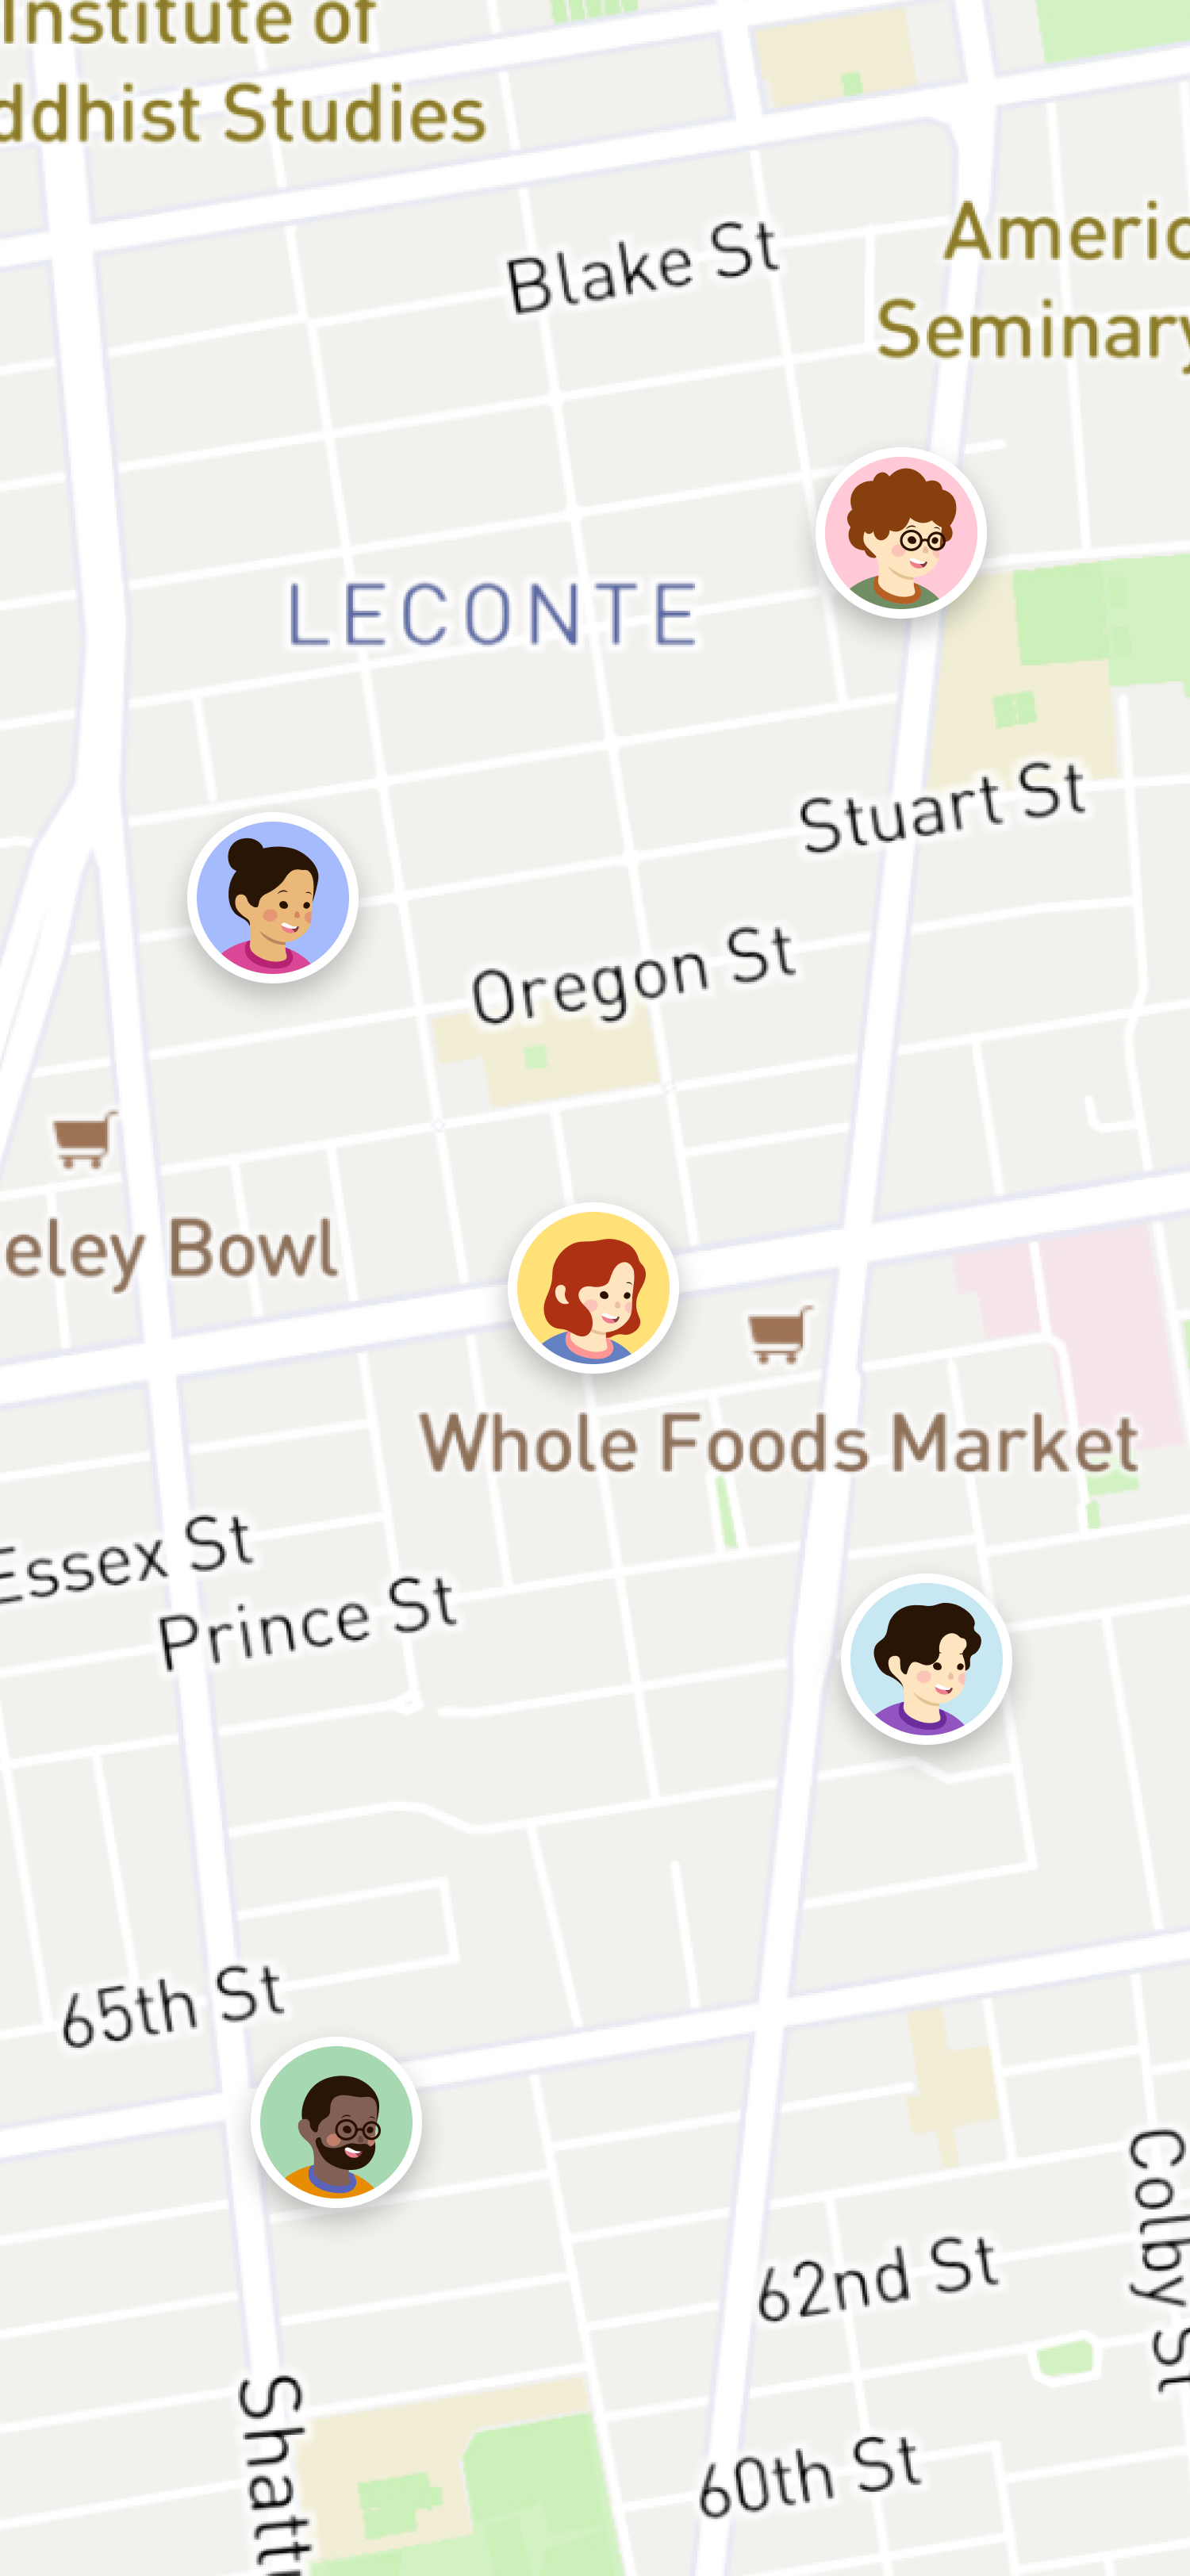 Institute of
ddhist Studies
Blake St
Americ
Seminary
LECONTE
Stuart St
Oregon St
eley Bowl
Whole Foods Market
Essex St
Prince St
65th St
62nd St
Colby St
60th St
Shatt